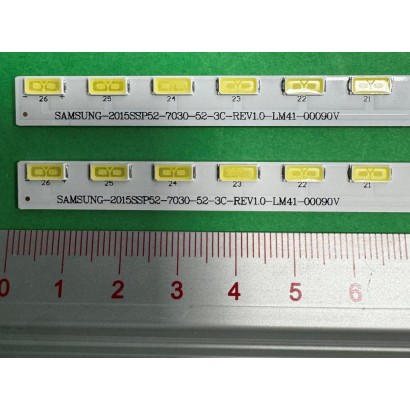 - 26 25 24 23 22 21
SAMSUNG-2015SSP52-7030-52-3C-REV1.0-LM41-00090V
26 + 25 24 23 22 21
SAMSUNG-2015SSP52-7030-52-3C-REV1.0-LM41-00090V
0 1 2 3 4 5 6